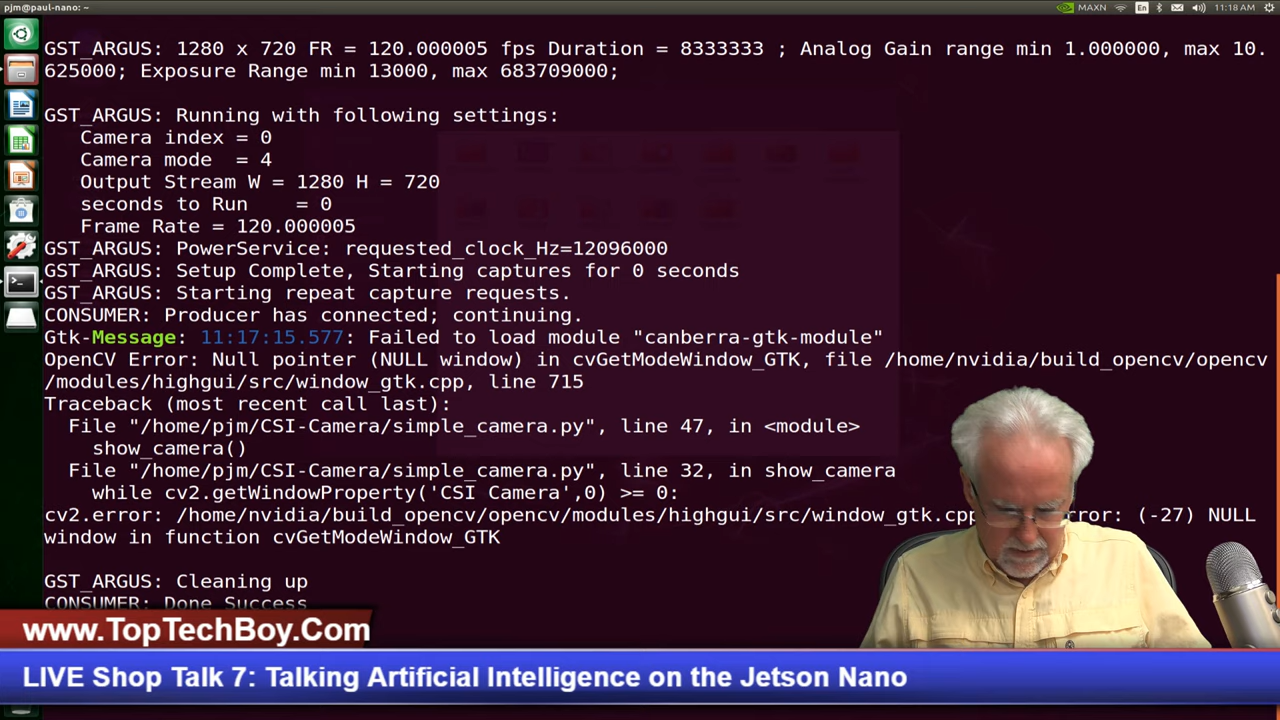 pjm@paul-nano: ~
MAXN
En
11:18 AM
GST_ARGUS: 1280 x 720 FR = 120.000005 fps Duration = 8333333 ; Analog Gain range min 1.000000, max 10.
625000; Exposure Range min 13000, max 683709000;
GST_ARGUS: Running with following settings:
Camera index = 0
Camera mode = 4
Output Stream W = 1280 H = 720
seconds to Run = 0
Frame Rate = 120.000005
GST_ARGUS: PowerService: requested_clock_Hz=12096000
GST_ARGUS: Setup Complete, Starting captures for 0 seconds
GST_ARGUS: Starting repeat capture requests.
CONSUMER: Producer has connected; continuing.
Gtk-Message: 11:17:15.577: Failed to load module "canberra-gtk-module"
OpenCV Error: Null pointer (NULL window) in cvGetModeWindow_GTK, file /home/nvidia/build_opencv/opencv
/modules/highgui/src/window_gtk.cpp, line 715
Traceback (most recent call last):
File "/home/pjm/CSI-Camera/simple_camera.py", line 47, in <module>
show_camera()
File "/home/pjm/CSI-Camera/simple_camera.py", line 32, in show_camera
while cv2.getWindowProperty('CSI Camera',0) >= 0:
cv2.error: /home/nvidia/build_opencv/opencv/modules/highgui/src/window_gtk.cpp (-27) NULL
window in function cvGetModeWindow_GTK
GST_ARGUS: Cleaning up
CONSUMER: Done Success
www.TopTechBoy.Com
LIVE Shop Talk 7: Talking Artificial Intelligence on the Jetson Nano